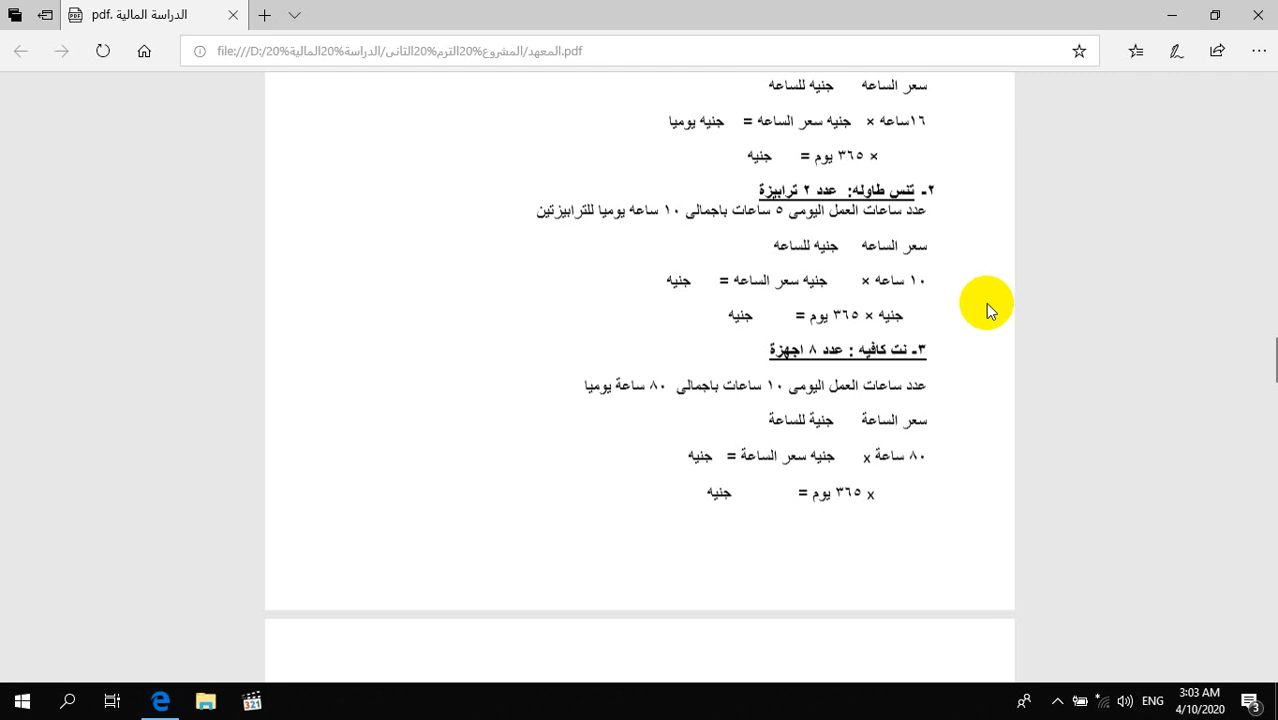 الدراسة المالية .pdf
file:///D:/المعهد/المشروع%20الترم%20الثانى/الدراسة%20المالية%20.pdf
سعر الساعه جنيه للساعه
١٦ساعه × جنيه سعر الساعه = جنيه يوميا
× ٣٦٥ يوم = جنيه
٢- تنس طاوله: عدد ٢ ترابيزة
عدد ساعات العمل اليومى ٥ ساعات باجمالى ١٠ ساعه يوميا للترابيزتين
سعر الساعه جنيه للساعه
١٠ ساعه × جنيه سعر الساعه = جنيه
جنيه × ٣٦٥ يوم = جنيه
٣- نت كافيه : عدد ٨ اجهزة
عدد ساعات العمل اليومى ١٠ ساعات باجمالى ٨٠ ساعة يوميا
سعر الساعة جنية للساعة
٨٠ ساعة x جنيه سعر الساعة = جنيه
x ٣٦٥ يوم = جنيه
321
ENG
3:03 AM
4/10/2020
3